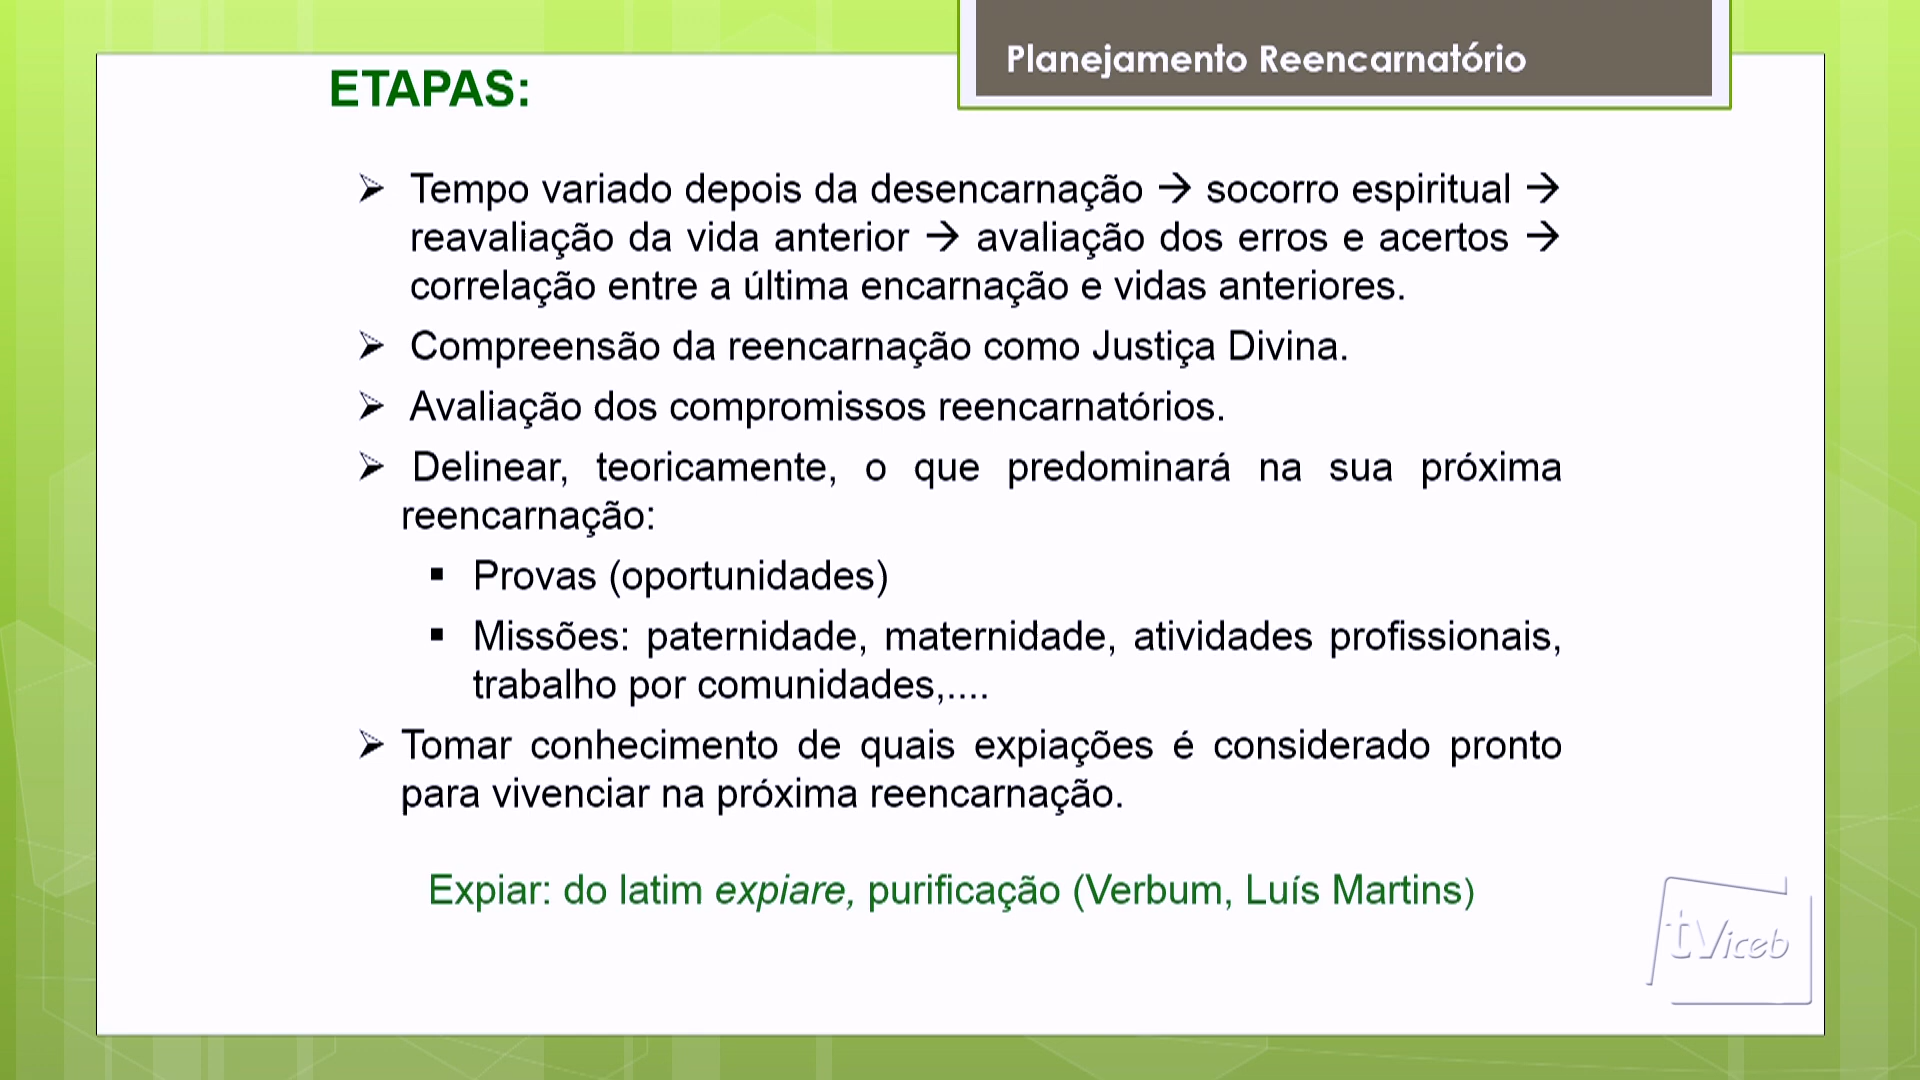 Planejamento Reencarnatório
ETAPAS:
➢ Tempo variado depois da desencarnação → socorro espiritual →
reavaliação da vida anterior → avaliação dos erros e acertos →
correlação entre a última encarnação e vidas anteriores.
➢ Compreensão da reencarnação como Justiça Divina.
➢ Avaliação dos compromissos reencarnatórios.
➢ Delinear, teoricamente, o que predominará na sua próxima
reencarnação:
▪ Provas (oportunidades)
▪ Missões: paternidade, maternidade, atividades profissionais,
trabalho por comunidades,....
➢ Tomar conhecimento de quais expiações é considerado pronto
para vivenciar na próxima reencarnação.
Expiar: do latim expiare, purificação (Verbum, Luís Martins)
tViceb